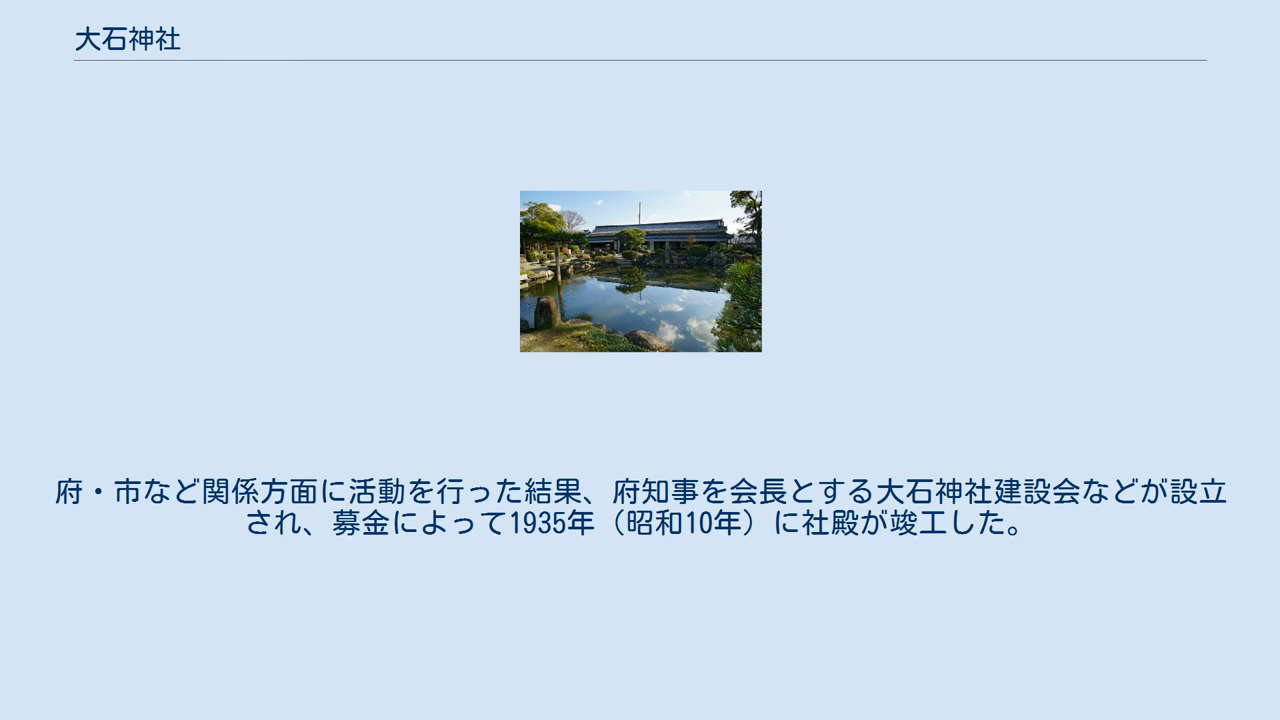 大石神社
府・市など関係方面に活動を行った結果、府知事を会長とする大石神社建設会などが設立
され、募金によって1935年（昭和10年）に社殿が竣工した。